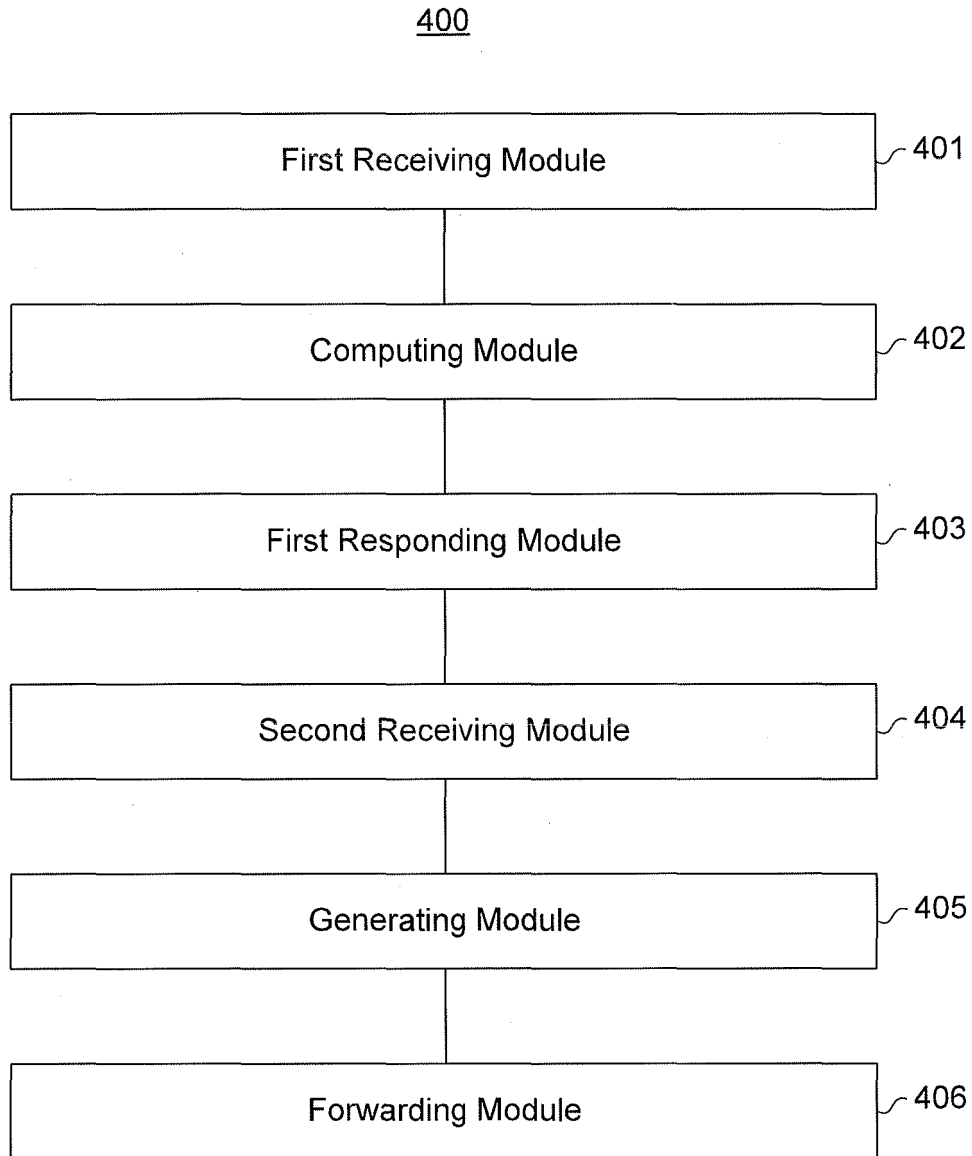 400
First Receiving Module
401
Computing Module
402
First Responding Module
403
Second Receiving Module
404
Generating Module
405
Forwarding Module
406